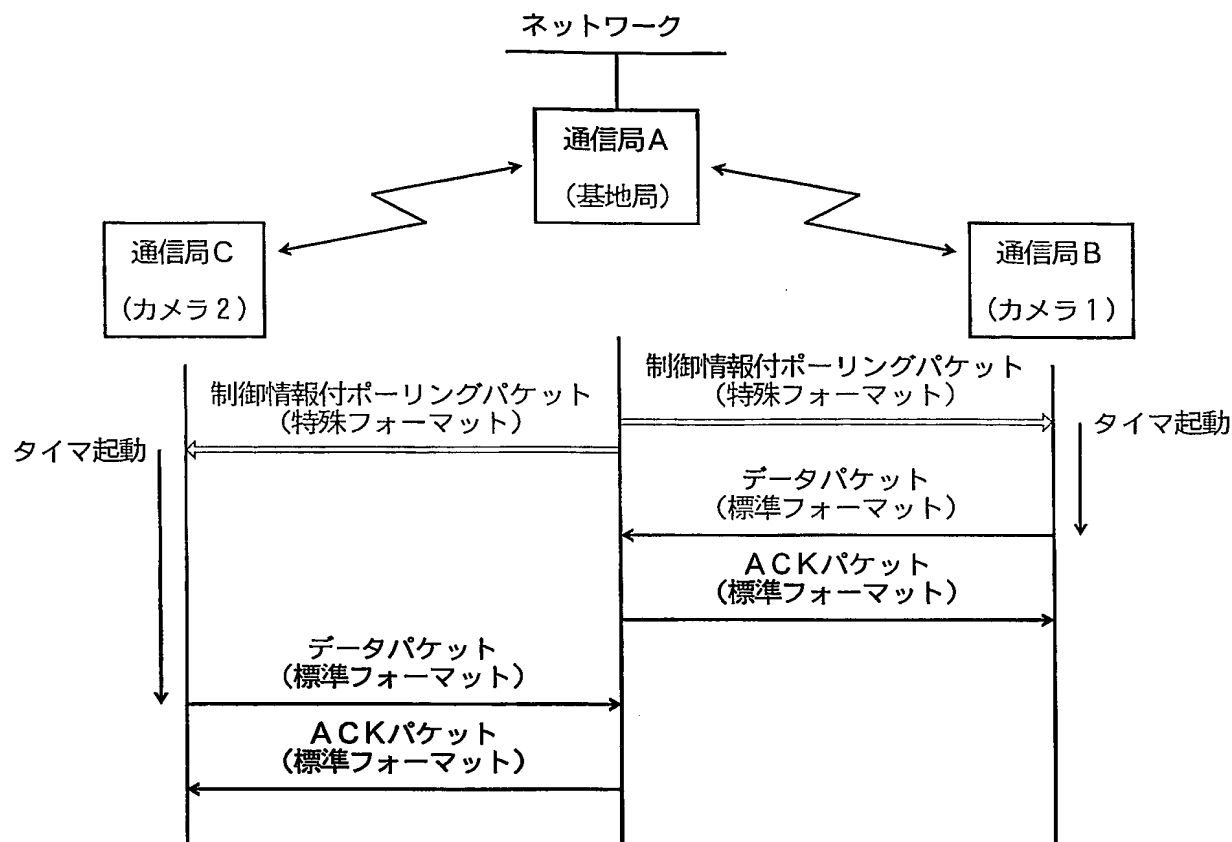 ネットワーク
通信局A
(基地局)
通信局C
(カメラ2)
通信局B
(カメラ1)
制御情報付ポーリングパケット
(特殊フォーマット)
制御情報付ポーリングパケット
(特殊フォーマット)
タイマ起動
タイマ起動
データパケット
(標準フォーマット)
ACKパケット
(標準フォーマット)
データパケット
(標準フォーマット)
ACKパケット
(標準フォーマット)